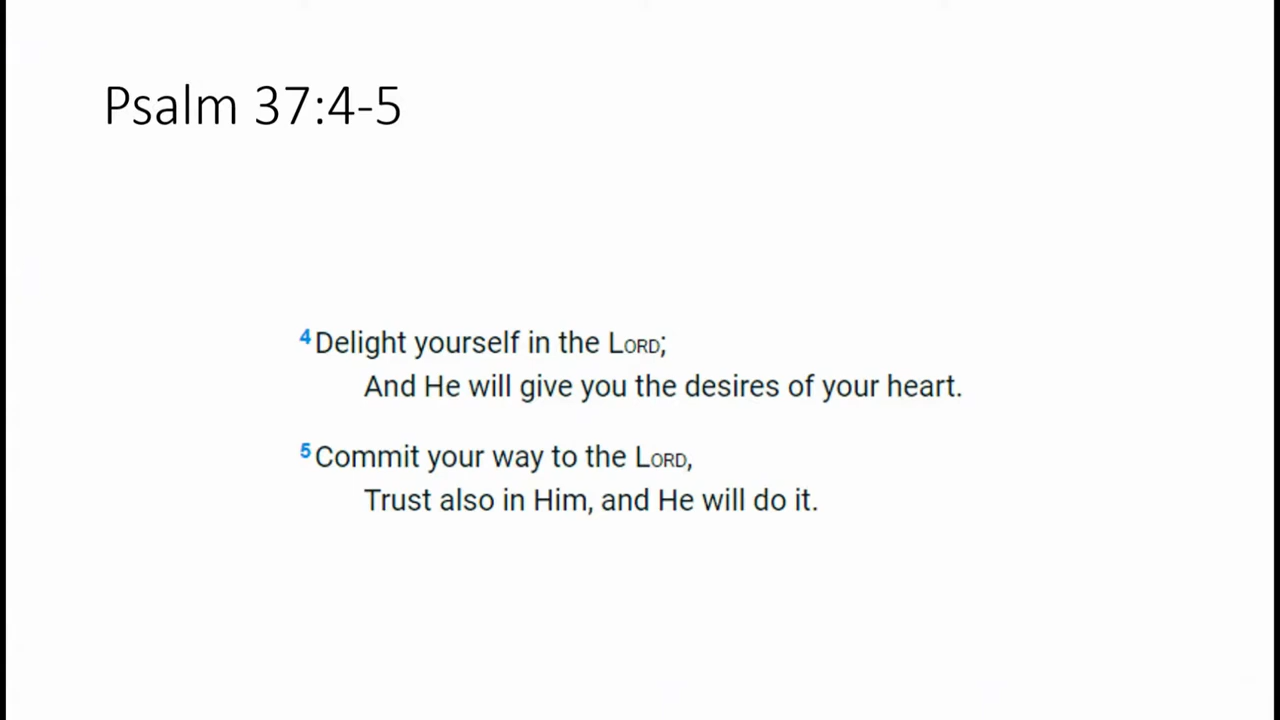 Psalm 37:4-5
4 Delight yourself in the LORD;
And He will give you the desires of your heart.
5 Commit your way to the LORD,
Trust also in Him, and He will do it.